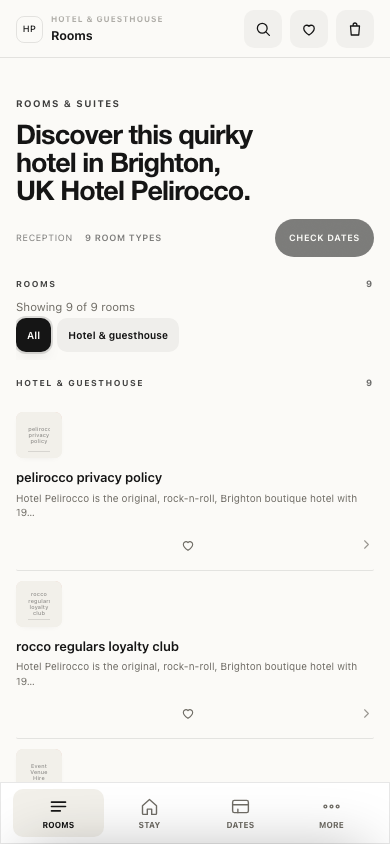 HP
HOTEL & GUESTHOUSE
Rooms
ROOMS & SUITES
Discover this quirky
hotel in Brighton,
UK Hotel Pelirocco.
RECEPTION 9 ROOM TYPES
CHECK DATES
ROOMS 9
Showing 9 of 9 rooms
All Hotel & guesthouse
HOTEL & GUESTHOUSE 9
pelirocc
privacy
policy
pelirocco privacy policy
Hotel Pelirocco is the original, rock-n-roll, Brighton boutique hotel with
19...
rocco
regulars
loyalty
club
rocco regulars loyalty club
Hotel Pelirocco is the original, rock-n-roll, Brighton boutique hotel with
19...
Event
Venue
Hire
ROOMS STAY DATES MORE